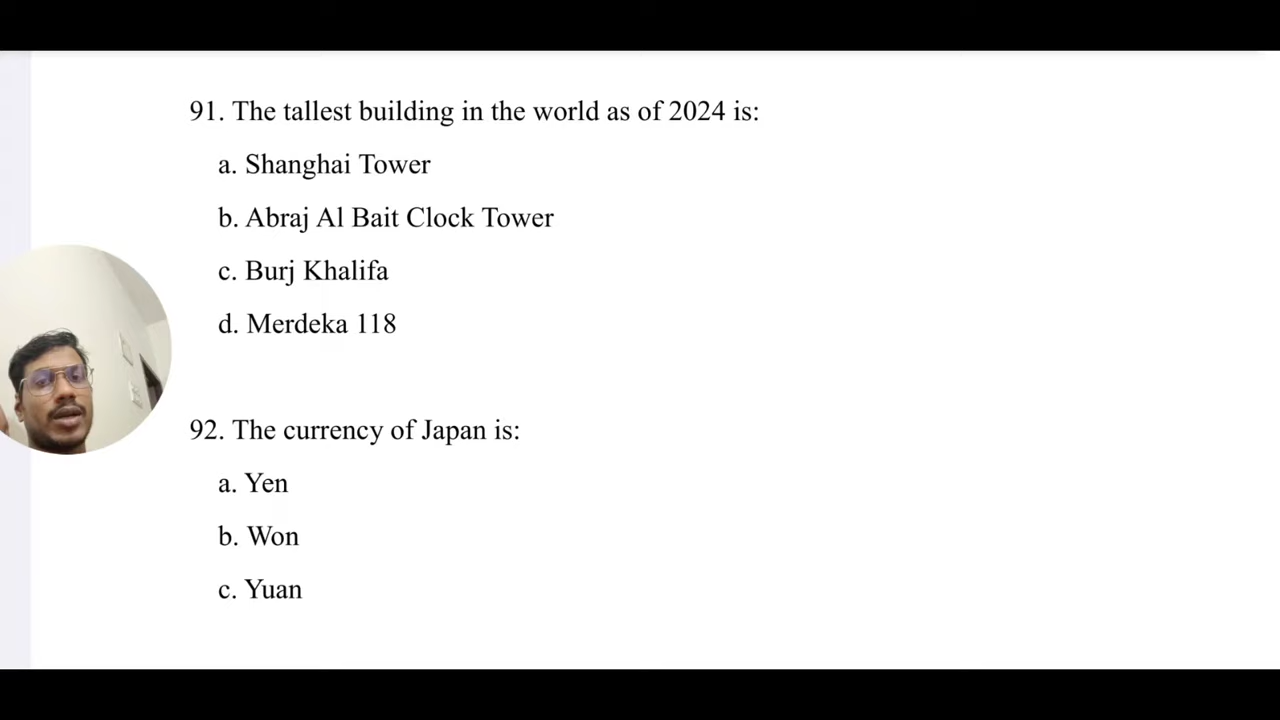 91. The tallest building in the world as of 2024 is:
a. Shanghai Tower
b. Abraj Al Bait Clock Tower
c. Burj Khalifa
d. Merdeka 118
92. The currency of Japan is:
a. Yen
b. Won
c. Yuan